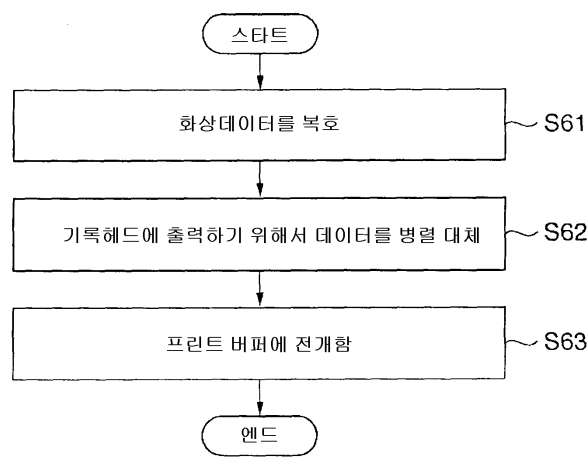 스타트
화상데이터를 복호
S61
기록헤드에 출력하기 위해서 데이터를 병렬 대체
S62
프린트 버퍼에 전개함
S63
엔드